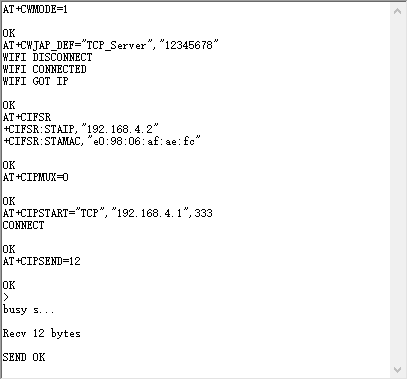 AT+CWMODE=1
OK
AT+CWJAP_DEF="TCP_Server","12345678"
WIFI DISCONNECT
WIFI CONNECTED
WIFI GOT IP
OK
AT+CIFSR
+CIFSR:STAIP,"192.168.4.2"
+CIFSR:STAMAC,"e0:98:06:af:ae:fc"
OK
AT+CIPMUX=0
OK
AT+CIPSTART="TCP","192.168.4.1",333
CONNECT
OK
AT+CIPSEND=12
OK
>
busy s...
Recv 12 bytes
SEND OK